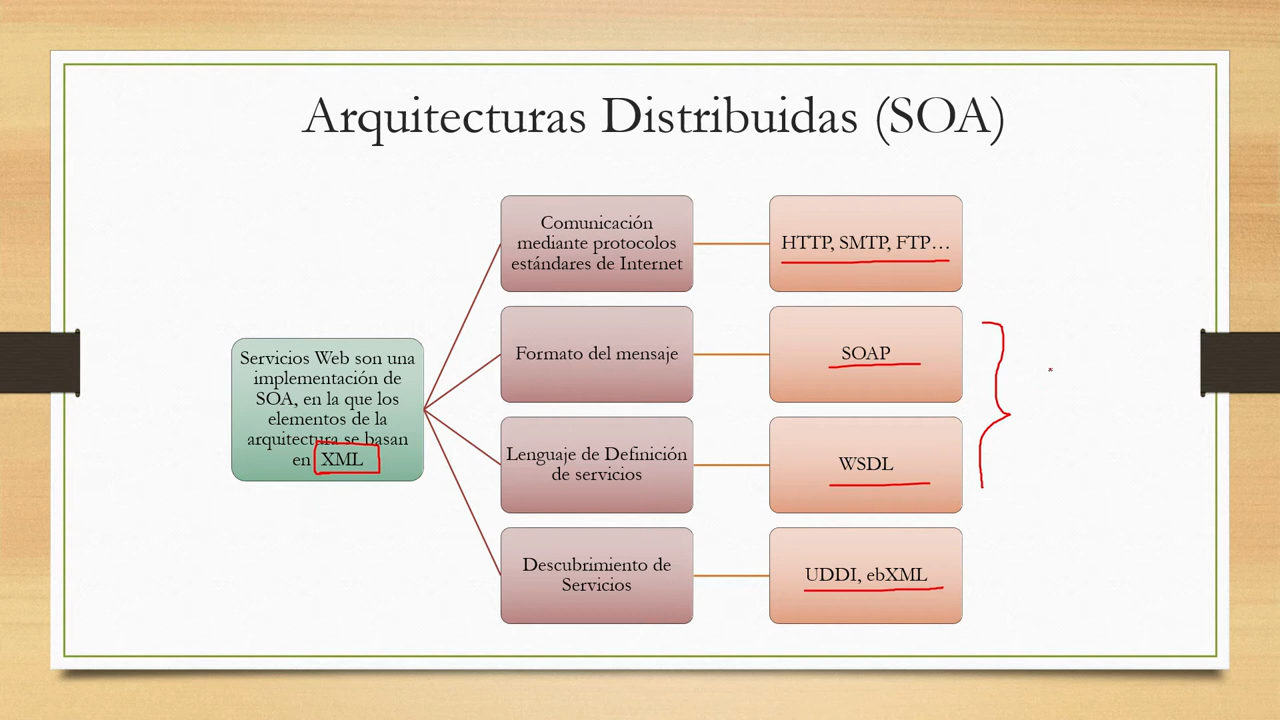 Arquitecturas Distribuidas (SOA)
Servicios Web son una
implementación de
SOA, en la que los
elementos de la
arquitectura se basan
en XML
Comunicación
mediante protocolos
estándares de Internet
HTTP, SMTP, FTP…
Formato del mensaje
SOAP
Lenguaje de Definición
de servicios
WSDL
Descubrimiento de
Servicios
UDDI, ebXML